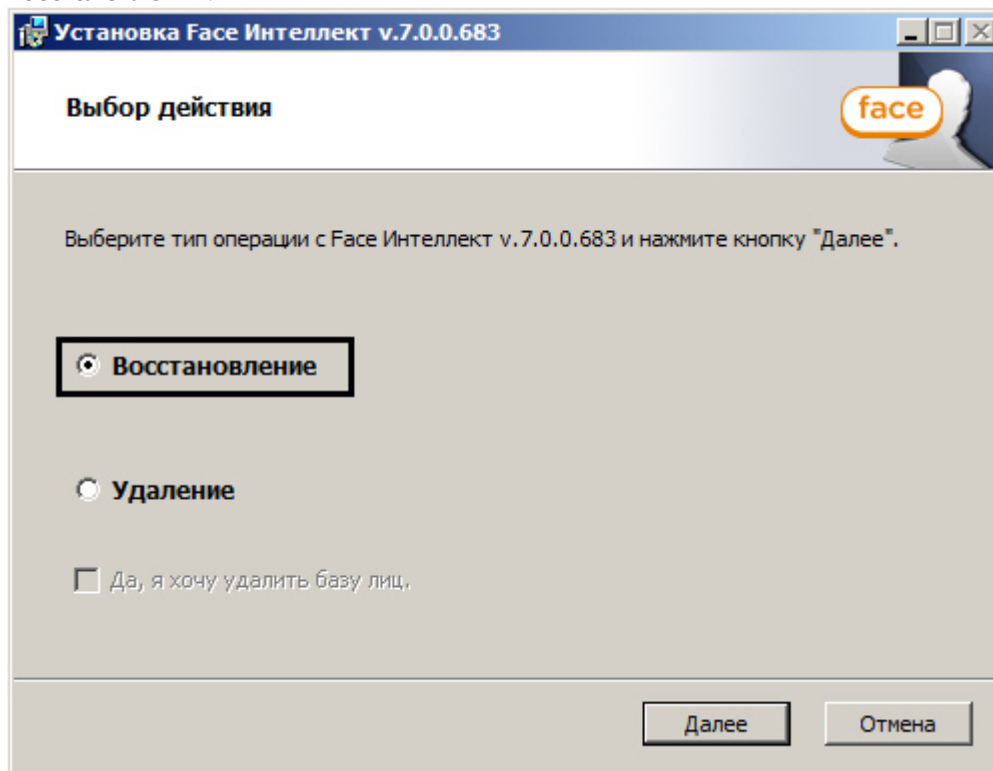 Установка Face Интеллект v.7.0.0.683
Выбор действия
face
Выберите тип операции с Face Интеллект v.7.0.0.683 и нажмите кнопку "Далее".
Восстановление
Удаление
Да, я хочу удалить базу лиц.
Далее
Отмена